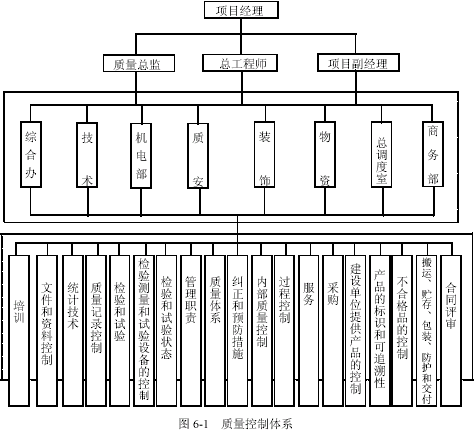 项目经理
质量总监
总工程师
项目副经理
综合办
技术
机电部
质安
装饰
物资
总调度室
商务部
培训
文件和资料控制
统计技术
质量记录控制
检验和试验
检验测量和试验设备的控制
检验和试验状态
管理职责
质量体系
纠正和预防措施
内部质量控制
过程控制
服务
采购
建设单位提供产品的控制
产品的标识和可追溯性
不合格品的控制
搬运、贮存、包装、防护和交付
合同评审
图 6-1 质量控制体系